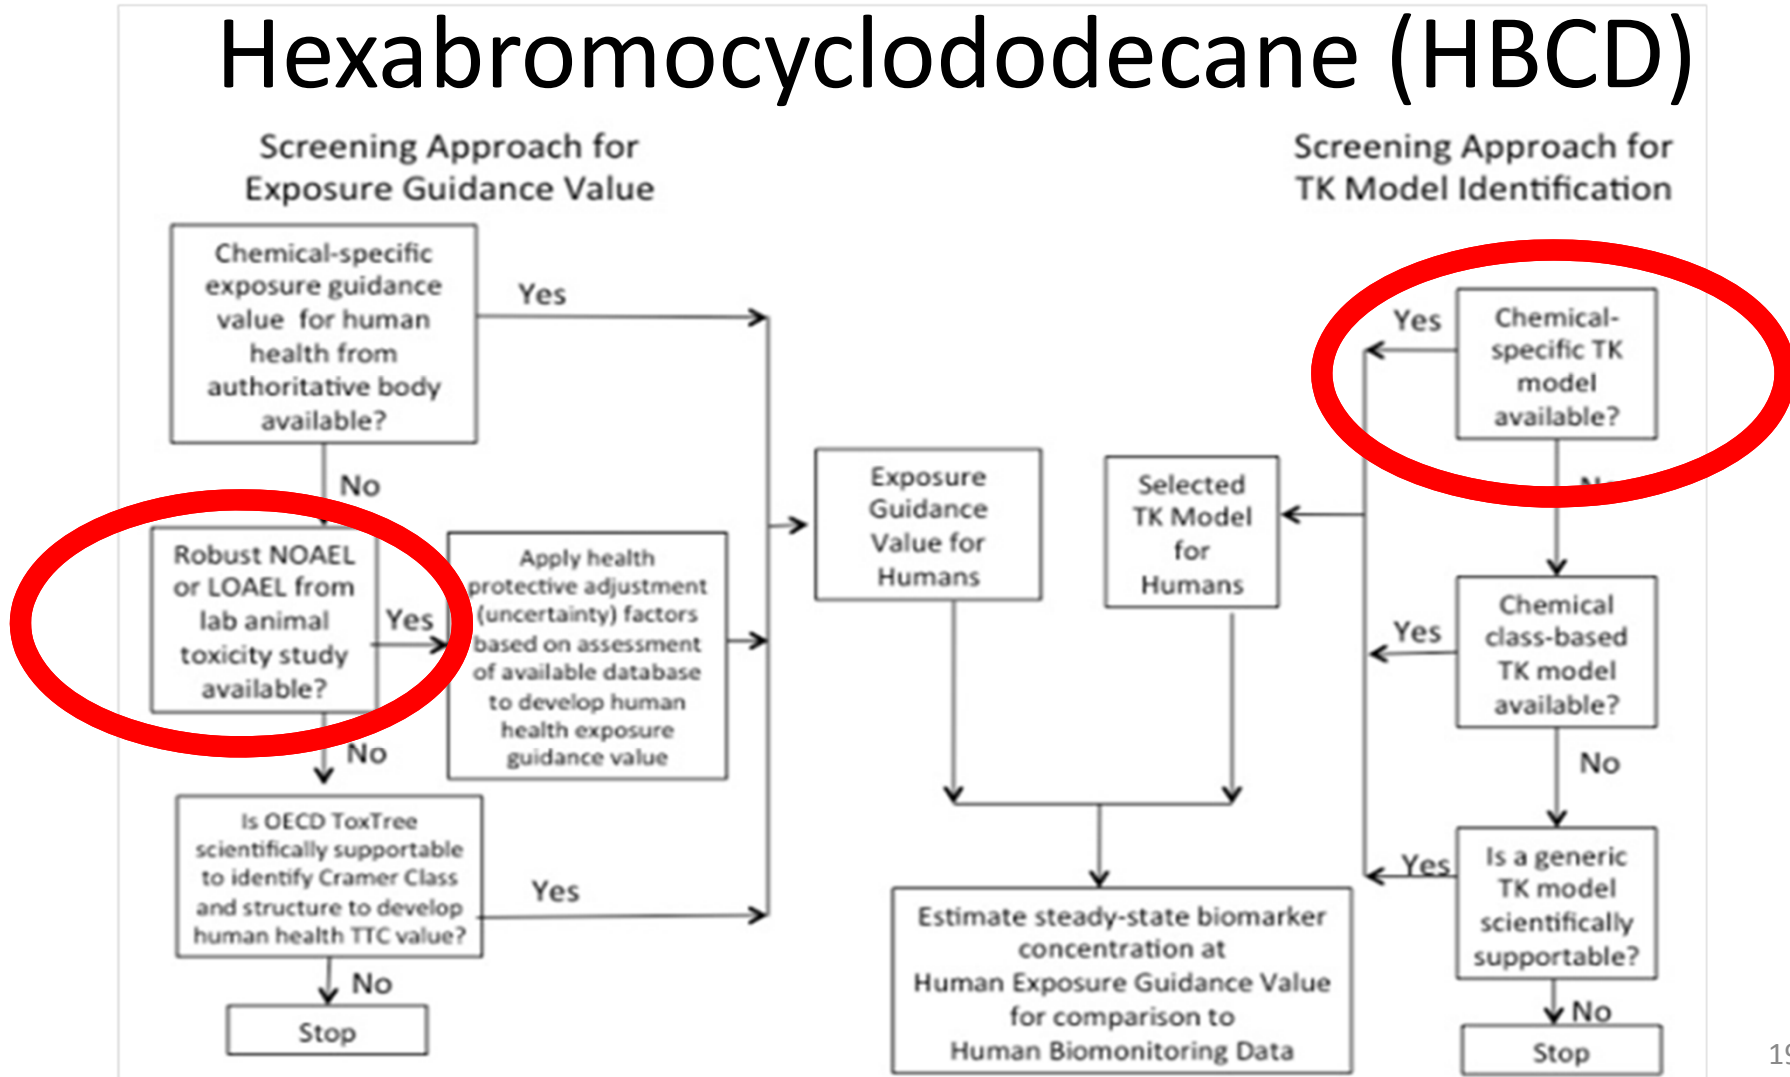 Hexabromocyclododecane (HBCD)
Screening Approach for
Exposure Guidance Value
Chemical-specific
exposure guidance
value for human
health from
authoritative body
available?
Yes
No
Robust NOAEL
or LOAEL from
lab animal
toxicity study
available?
Yes
No
Apply health
protective adjustment
(uncertainty) factors
based on assessment
of available database
to develop human
health exposure
guidance value
Is OECD ToxTree
scientifically supportable
to identify Cramer Class
and structure to develop
human health TTC value?
Yes
No
Stop
Exposure
Guidance
Value for
Humans
Selected
TK Model
for
Humans
Estimate steady-state biomarker
concentration at
Human Exposure Guidance Value
for comparison to
Human Biomonitoring Data
Screening Approach for
TK Model Identification
Chemical-
specific TK
model
available?
Yes
No
Chemical
class-based
TK model
available?
Yes
No
Is a generic
TK model
scientifically
supportable?
Yes
No
Stop
19